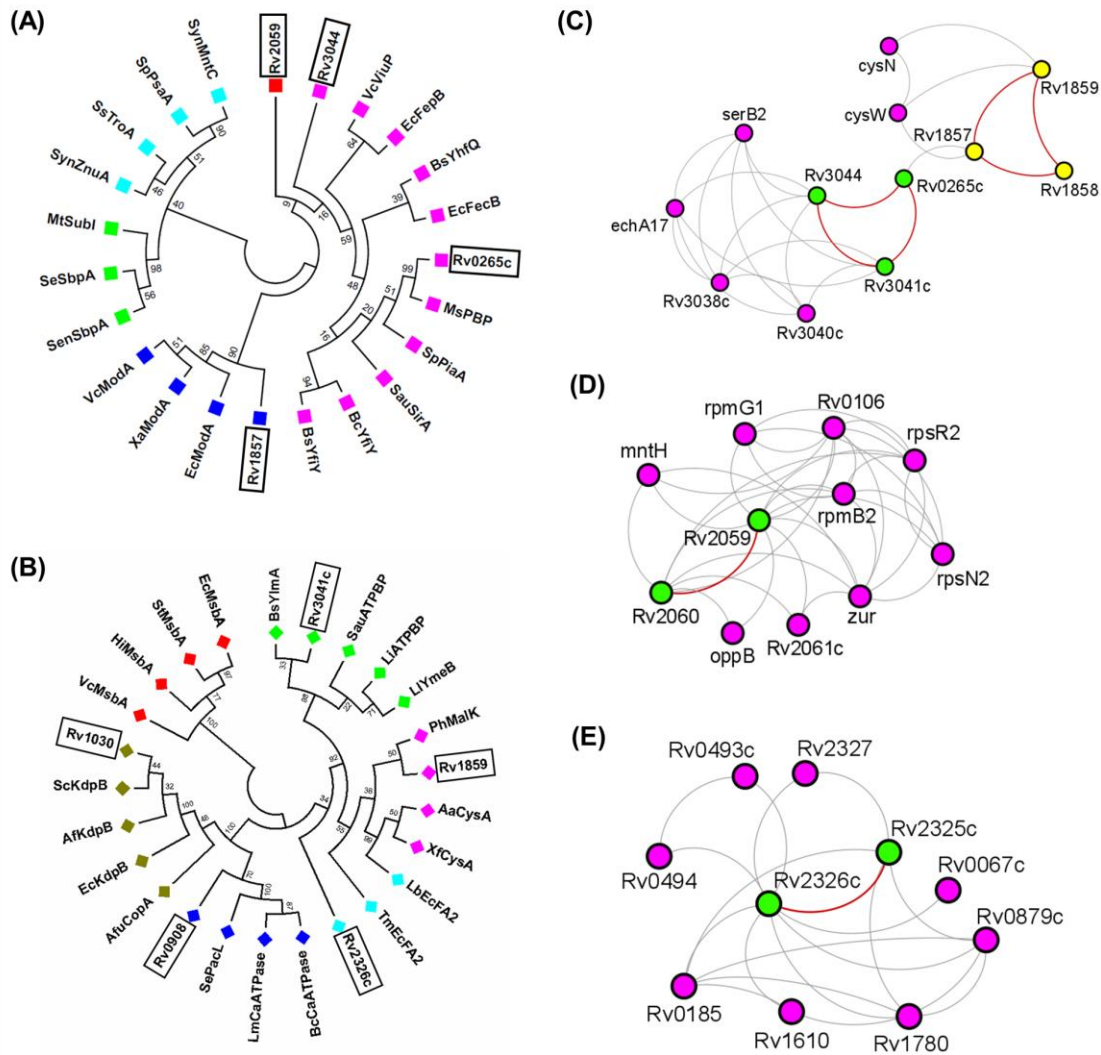 (A)
SynMntC
SpPsaA
SsTroA
SynZnuA
MtSubI
SeSbpA
SenSbpA
VcModA
XaModA
EcModA
Rv1857
BsYfiY
BcYfiY
SauSirA
SpPiaA
MsPBP
Rv0265c
EcFecB
BsYhfQ
EcFepB
VcViuP
Rv3044
Rv2059
90
51
46
40
98
56
51
85
90
9
16
64
59
39
48
99
51
20
16
94
(B)
EcMsbA
StMsbA
HiMsbA
VcMsbA
Rv1030
ScKdpB
AfKdpB
EcKdpB
AfuCopA
Rv0908
SePacL
LmCaATPase
BcCaATPase
Rv2326c
TmEcFA2
LbEcFA2
XfCysA
AaCysA
Rv1859
PhMalK
LiYmeB
LiATPBP
SauATPBP
Rv3041c
BsYlmA
97
77
100
44
32
100
48
100
70
100
87
34
92
55
38
50
50
99
33
71
(C)
cysN
Rv1859
cysW
Rv1857
Rv1858
serB2
Rv3044
Rv0265c
echA17
Rv3041c
Rv3038c
Rv3040c
(D)
rpmG1
Rv0106
rpsR2
mntH
rpmB2
Rv2059
rpsN2
Rv2060
zur
oppB
Rv2061c
(E)
Rv0493c
Rv2327
Rv2325c
Rv0494
Rv2326c
Rv0067c
Rv0879c
Rv0185
Rv1610
Rv1780